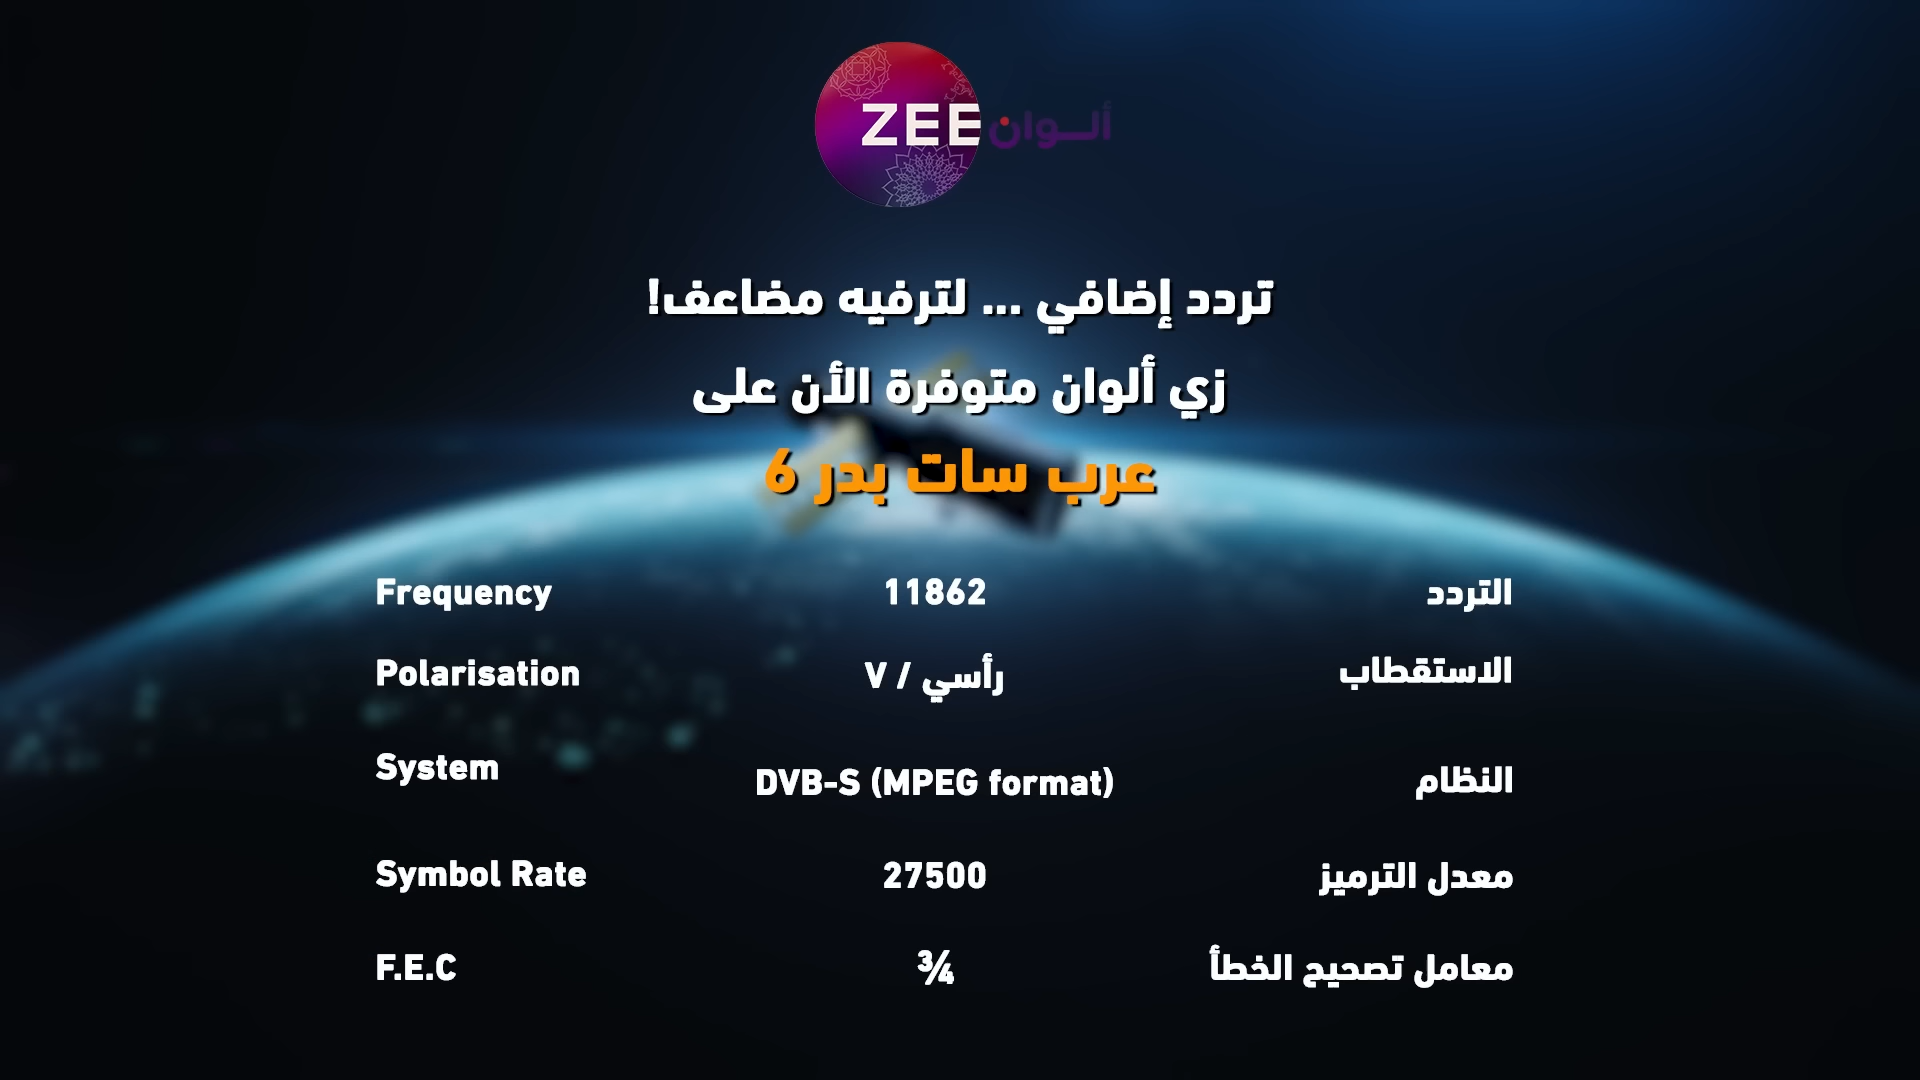 ZEE ألوان
تردد إضافي ... لترفيه مضاعف!
زي ألوان متوفرة الأن على
عرب سات بدر 6
Frequency 11862 التردد
Polarisation رأسي / V الاستقطاب
System DVB-S (MPEG format) النظام
Symbol Rate 27500 معدل الترميز
F.E.C ¾ معامل تصحيح الخطأ